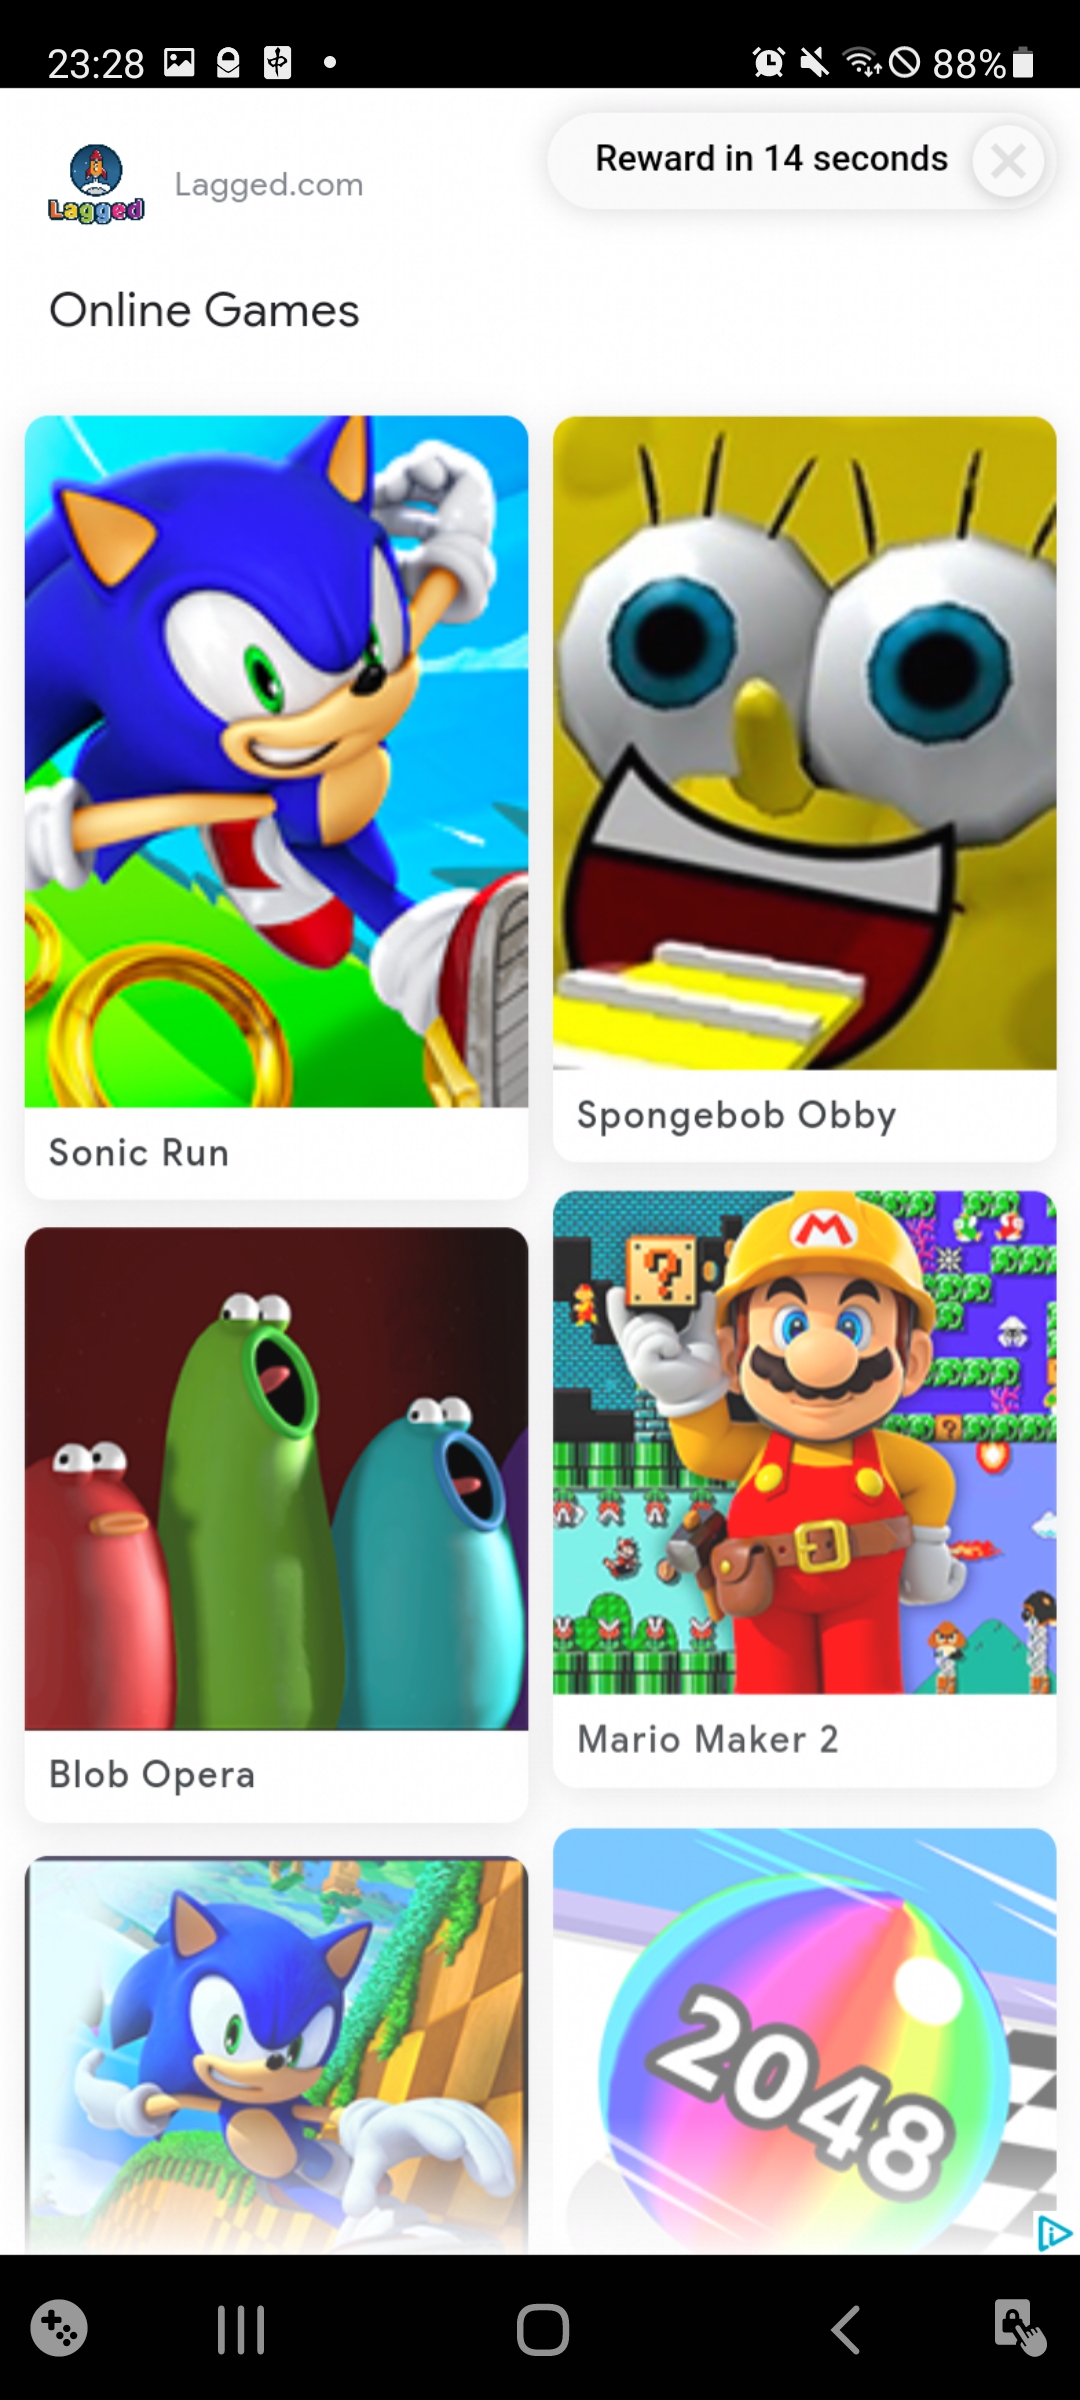 23:28
88%
Lagged
Lagged.com
Reward in 14 seconds
Online Games
Sonic Run
Spongebob Obby
M
?
?
Blob Opera
Mario Maker 2
2048